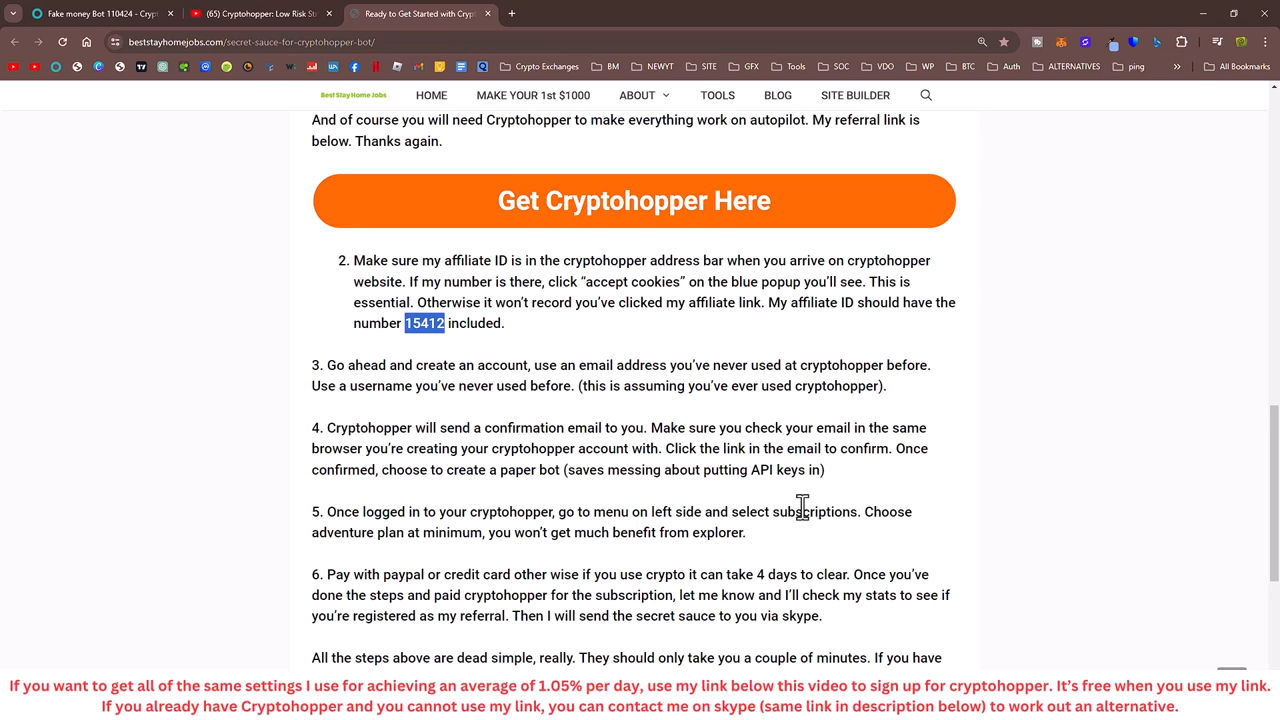 Fake money Bot 110424 - Crypt
(65) Cryptohopper: Low Risk St
Ready to Get Started with Cryp
beststayhomejobs.com/secret-sauce-for-cryptohopper-bot/
Crypto Exchanges BM NEWYT SITE GFX Tools SOC VDO WP BTC Auth ALTERNATIVES ping All Bookmarks
Best Stay Home Jobs HOME MAKE YOUR 1st $1000 ABOUT TOOLS BLOG SITE BUILDER
And of course you will need Cryptohopper to make everything work on autopilot. My referral link is
below. Thanks again.
Get Cryptohopper Here
2. Make sure my affiliate ID is in the cryptohopper address bar when you arrive on cryptohopper
website. If my number is there, click “accept cookies” on the blue popup you’ll see. This is
essential. Otherwise it won’t record you’ve clicked my affiliate link. My affiliate ID should have the
number 15412 included.
3. Go ahead and create an account, use an email address you’ve never used at cryptohopper before.
Use a username you’ve never used before. (this is assuming you’ve ever used cryptohopper).
4. Cryptohopper will send a confirmation email to you. Make sure you check your email in the same
browser you’re creating your cryptohopper account with. Click the link in the email to confirm. Once
confirmed, choose to create a paper bot (saves messing about putting API keys in)
5. Once logged in to your cryptohopper, go to menu on left side and select subscriptions. Choose
adventure plan at minimum, you won’t get much benefit from explorer.
6. Pay with paypal or credit card other wise if you use crypto it can take 4 days to clear. Once you’ve
done the steps and paid cryptohopper for the subscription, let me know and I’ll check my stats to see if
you’re registered as my referral. Then I will send the secret sauce to you via skype.
All the steps above are dead simple, really. They should only take you a couple of minutes. If you have
If you want to get all of the same settings I use for achieving an average of 1.05% per day, use my link below this video to sign up for cryptohopper. It’s free when you use my link.
If you already have Cryptohopper and you cannot use my link, you can contact me on skype (same link in description below) to work out an alternative.